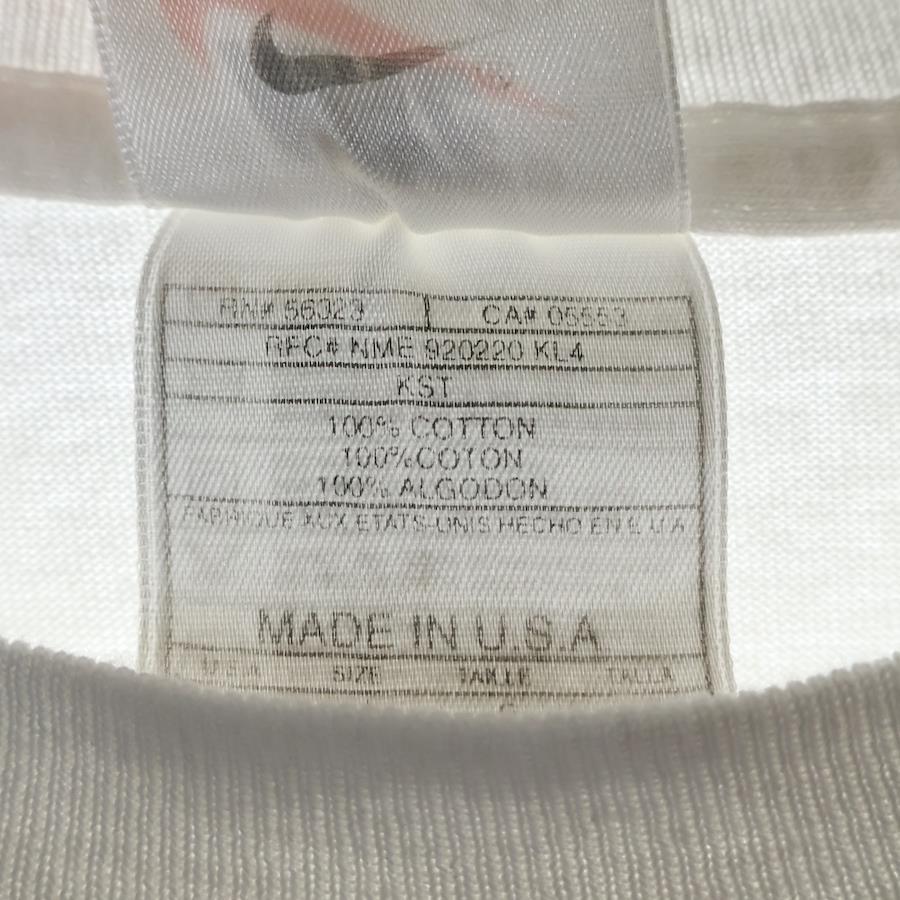 RN# 56323 CA# 05553
RFC# NME 920220 KL4
KST
100% COTTON
100% COTON
100% ALGODON
FABRIQUE AUX ETATS-UNIS HECHO EN E.U.A
MADE IN U.S.A
SIZE TAILLE TALLA